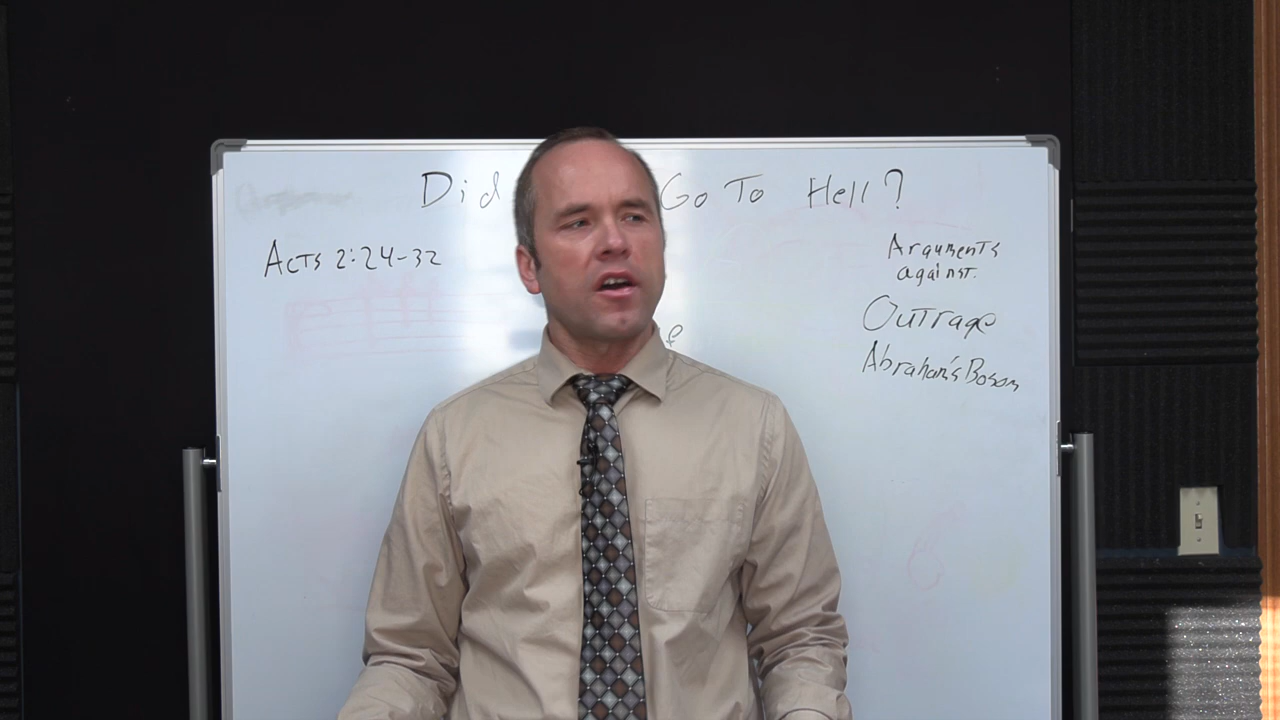 Did Go To Hell?
Acts 2:24-32
Arguments
against.
Outrage
Abraham's Bosom